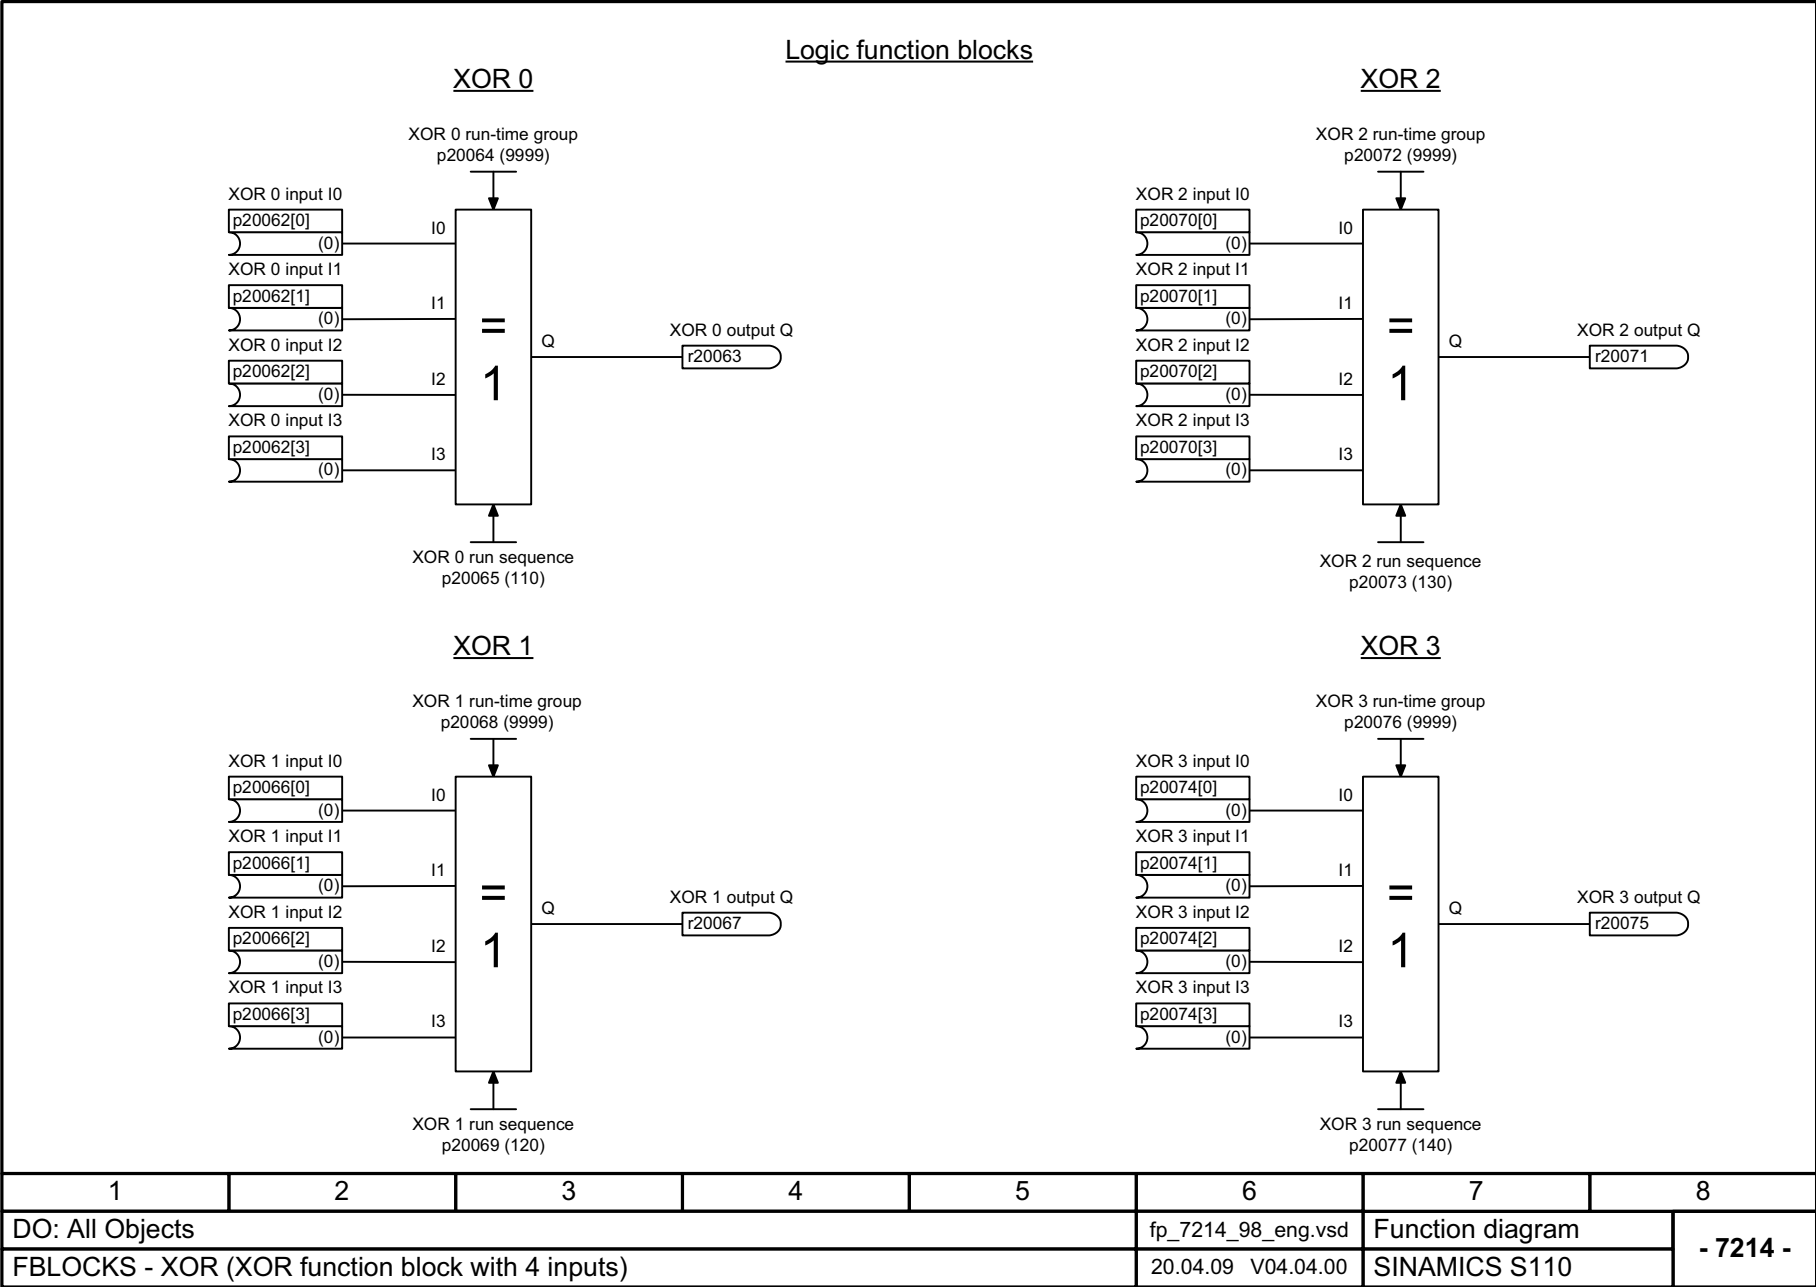 Logic function blocks
XOR 0
XOR 0 run-time group
p20064 (9999)
XOR 0 input I0
p20062[0]
(0)
I0
XOR 0 input I1
p20062[1]
(0)
I1
XOR 0 input I2
p20062[2]
(0)
I2
XOR 0 input I3
p20062[3]
(0)
I3
=
1
Q
XOR 0 output Q
r20063
XOR 0 run sequence
p20065 (110)
XOR 2
XOR 2 run-time group
p20072 (9999)
XOR 2 input I0
p20070[0]
(0)
I0
XOR 2 input I1
p20070[1]
(0)
I1
XOR 2 input I2
p20070[2]
(0)
I2
XOR 2 input I3
p20070[3]
(0)
I3
=
1
Q
XOR 2 output Q
r20071
XOR 2 run sequence
p20073 (130)
XOR 1
XOR 1 run-time group
p20068 (9999)
XOR 1 input I0
p20066[0]
(0)
I0
XOR 1 input I1
p20066[1]
(0)
I1
XOR 1 input I2
p20066[2]
(0)
I2
XOR 1 input I3
p20066[3]
(0)
I3
=
1
Q
XOR 1 output Q
r20067
XOR 1 run sequence
p20069 (120)
XOR 3
XOR 3 run-time group
p20076 (9999)
XOR 3 input I0
p20074[0]
(0)
I0
XOR 3 input I1
p20074[1]
(0)
I1
XOR 3 input I2
p20074[2]
(0)
I2
XOR 3 input I3
p20074[3]
(0)
I3
=
1
Q
XOR 3 output Q
r20075
XOR 3 run sequence
p20077 (140)
1 2 3 4 5 6 7 8
DO: All Objects
fp_7214_98_eng.vsd
Function diagram
- 7214 -
FBLOCKS - XOR (XOR function block with 4 inputs)
20.04.09 V04.04.00
SINAMICS S110